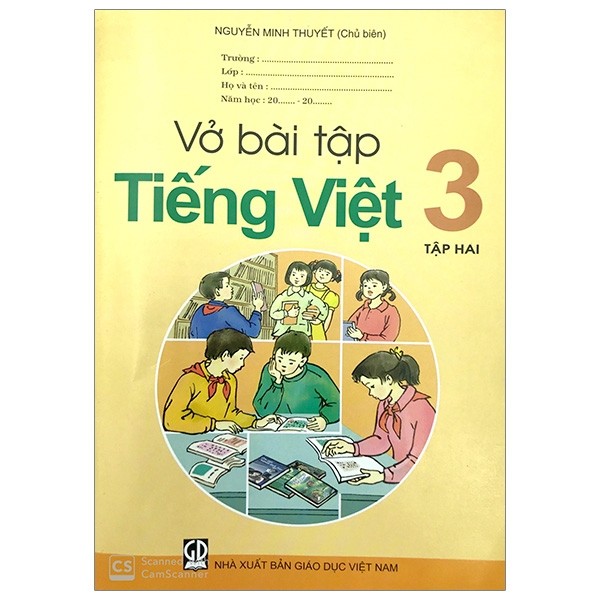 NGUYỄN MINH THUYẾT (Chủ biên)
Trường : ......................................................
Lớp : ............................................................
Họ và tên : .................................................
Năm học : 20....... - 20........
Vở bài tập
Tiếng Việt 3
TẬP HAI
GD
NHÀ XUẤT BẢN GIÁO DỤC VIỆT NAM
CS Scanned
CamScanner